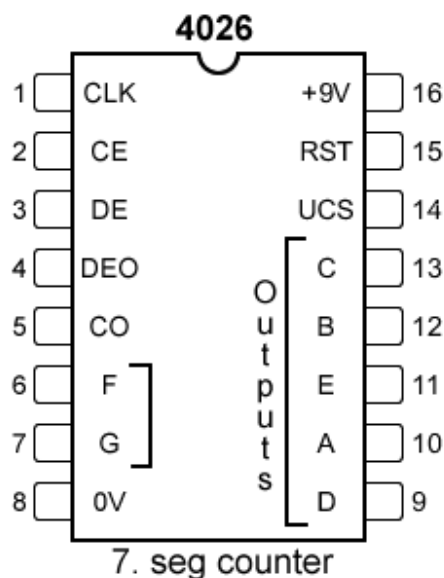 4026
1 CLK +9V 16
2 CE RST 15
3 DE UCS 14
4 DEO C 13
5 CO B 12
6 F E 11
7 G A 10
8 0V D 9
Outputs
7. seg counter